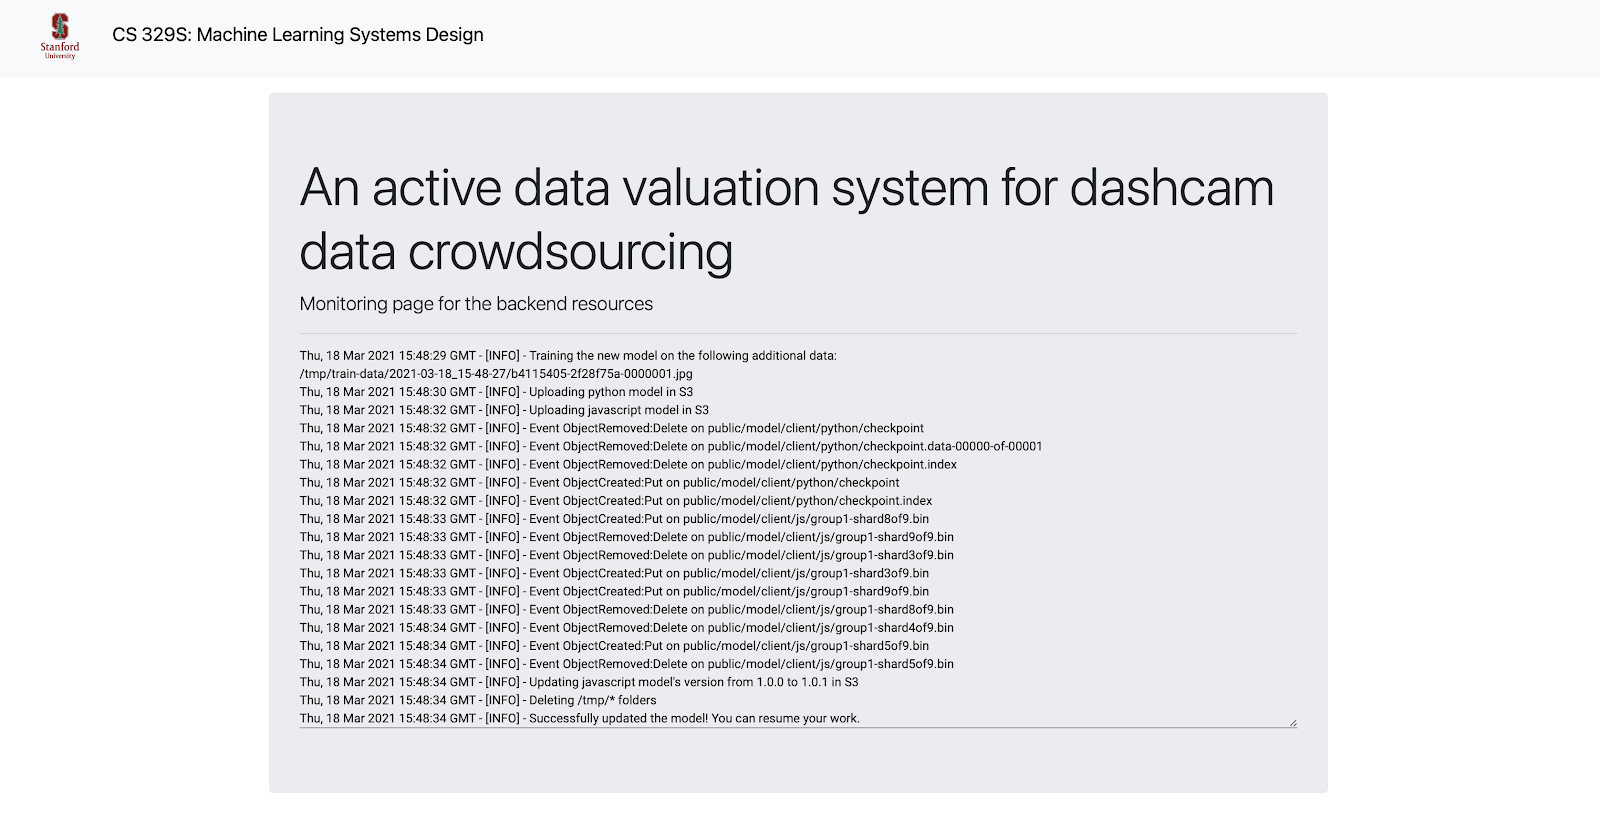 Stanford
University
CS 329S: Machine Learning Systems Design
An active data valuation system for dashcam
data crowdsourcing
Monitoring page for the backend resources
Thu, 18 Mar 2021 15:48:29 GMT - [INFO] - Training the new model on the following additional data:
/tmp/train-data/2021-03-18_15-48-27/b4115405-2f28f75a-0000001.jpg
Thu, 18 Mar 2021 15:48:30 GMT - [INFO] - Uploading python model in S3
Thu, 18 Mar 2021 15:48:32 GMT - [INFO] - Uploading javascript model in S3
Thu, 18 Mar 2021 15:48:32 GMT - [INFO] - Event ObjectRemoved:Delete on public/model/client/python/checkpoint
Thu, 18 Mar 2021 15:48:32 GMT - [INFO] - Event ObjectRemoved:Delete on public/model/client/python/checkpoint.data-00000-of-00001
Thu, 18 Mar 2021 15:48:32 GMT - [INFO] - Event ObjectRemoved:Delete on public/model/client/python/checkpoint.index
Thu, 18 Mar 2021 15:48:32 GMT - [INFO] - Event ObjectCreated:Put on public/model/client/python/checkpoint
Thu, 18 Mar 2021 15:48:32 GMT - [INFO] - Event ObjectCreated:Put on public/model/client/python/checkpoint.index
Thu, 18 Mar 2021 15:48:33 GMT - [INFO] - Event ObjectCreated:Put on public/model/client/js/group1-shard8of9.bin
Thu, 18 Mar 2021 15:48:33 GMT - [INFO] - Event ObjectRemoved:Delete on public/model/client/js/group1-shard9of9.bin
Thu, 18 Mar 2021 15:48:33 GMT - [INFO] - Event ObjectRemoved:Delete on public/model/client/js/group1-shard3of9.bin
Thu, 18 Mar 2021 15:48:33 GMT - [INFO] - Event ObjectCreated:Put on public/model/client/js/group1-shard3of9.bin
Thu, 18 Mar 2021 15:48:33 GMT - [INFO] - Event ObjectCreated:Put on public/model/client/js/group1-shard9of9.bin
Thu, 18 Mar 2021 15:48:33 GMT - [INFO] - Event ObjectRemoved:Delete on public/model/client/js/group1-shard8of9.bin
Thu, 18 Mar 2021 15:48:34 GMT - [INFO] - Event ObjectRemoved:Delete on public/model/client/js/group1-shard4of9.bin
Thu, 18 Mar 2021 15:48:34 GMT - [INFO] - Event ObjectCreated:Put on public/model/client/js/group1-shard5of9.bin
Thu, 18 Mar 2021 15:48:34 GMT - [INFO] - Event ObjectRemoved:Delete on public/model/client/js/group1-shard5of9.bin
Thu, 18 Mar 2021 15:48:34 GMT - [INFO] - Updating javascript model's version from 1.0.0 to 1.0.1 in S3
Thu, 18 Mar 2021 15:48:34 GMT - [INFO] - Deleting /tmp/* folders
Thu, 18 Mar 2021 15:48:34 GMT - [INFO] - Successfully updated the model! You can resume your work.